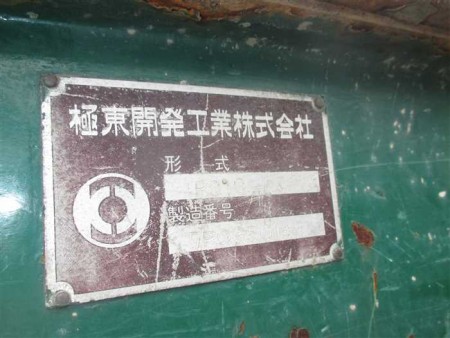 極東開発工業株式会社
形 式
製造番号